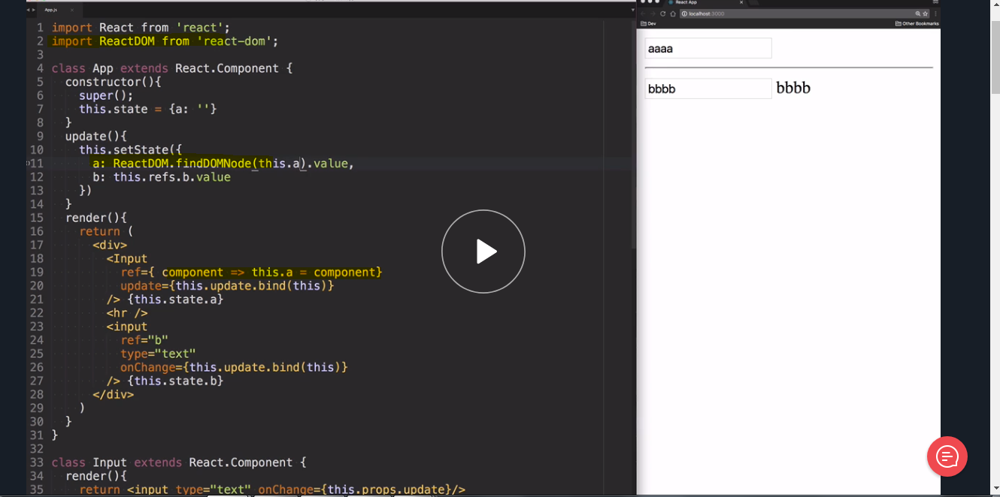 App.js
1 import React from 'react';
2 import ReactDOM from 'react-dom';
3
4 class App extends React.Component {
5 constructor(){
6 super();
7 this.state = {a: ''}
8 }
9 update(){
10 this.setState({
11 a: ReactDOM.findDOMNode(this.a).value,
12 b: this.refs.b.value
13 })
14 }
15 render(){
16 return (
17 <div>
18 <Input
19 ref={ component => this.a = component}
20 update={this.update.bind(this)}
21 /> {this.state.a}
22 <hr />
23 <input
24 ref="b"
25 type="text"
26 onChange={this.update.bind(this)}
27 /> {this.state.b}
28 </div>
29 )
30 }
31 }
32
33 class Input extends React.Component {
34 render(){
35 return <input type="text" onChange={this.props.update}/>
React App
localhost:3000
Dev
Other Bookmarks
aaaa
bbbb bbbb